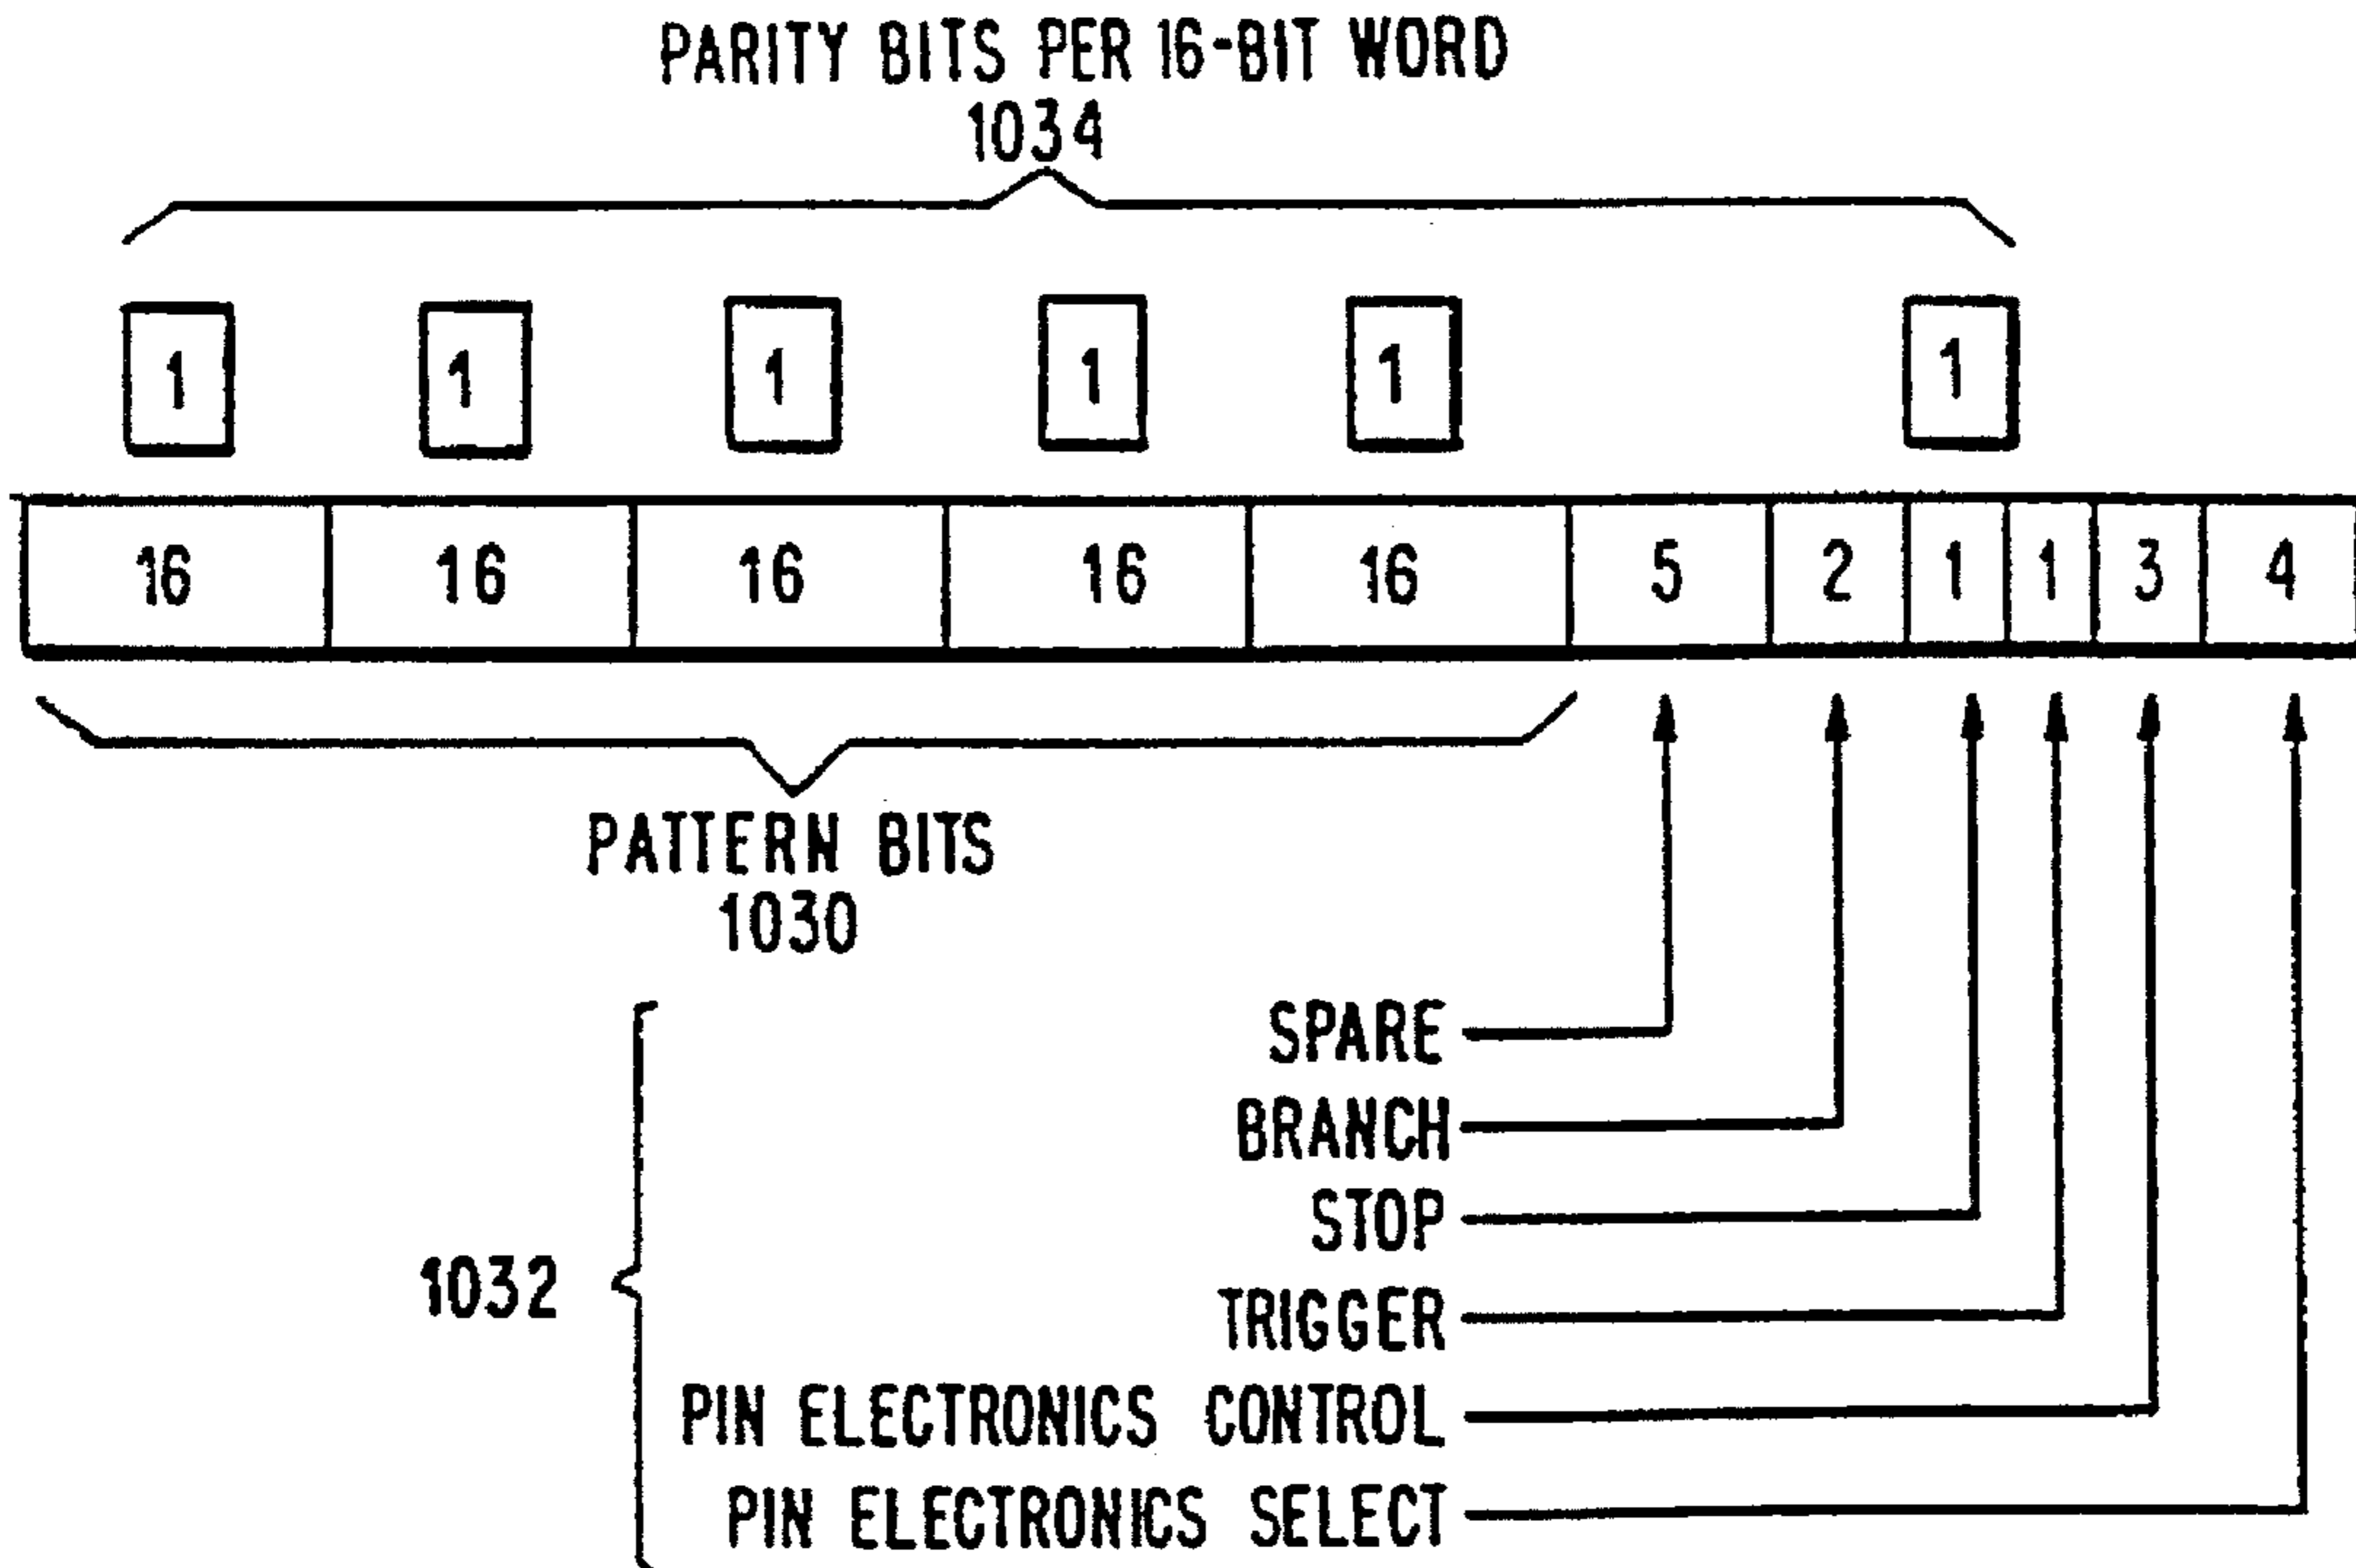 PARITY BITS PER 16-BIT WORD
1034
1 1 1 1 1 1
16 16 16 16 16 5 2 1 1 3 4
PATTERN BITS
1030
SPARE
BRANCH
STOP
1032
TRIGGER
PIN ELECTRONICS CONTROL
PIN ELECTRONICS SELECT